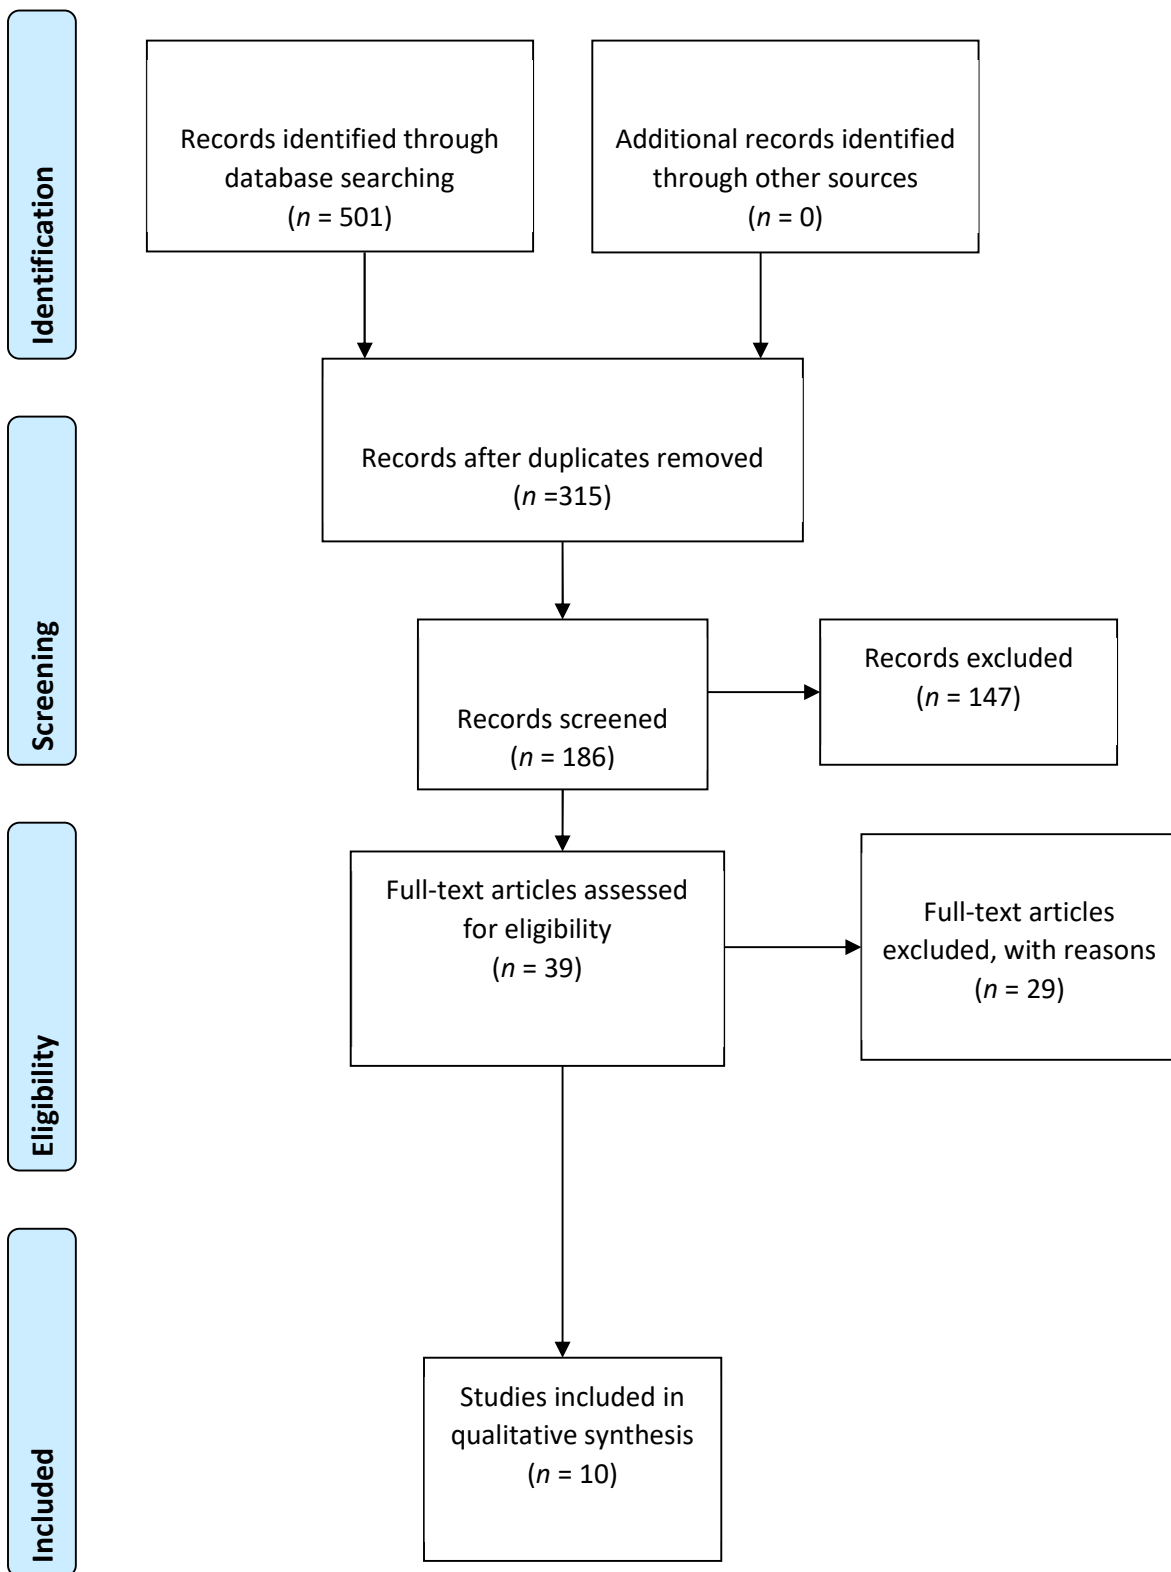 Identification
Records identified through
database searching
(n = 501)
Additional records identified
through other sources
(n = 0)
Records after duplicates removed
(n =315)
Screening
Records screened
(n = 186)
Records excluded
(n = 147)
Eligibility
Full-text articles assessed
for eligibility
(n = 39)
Full-text articles
excluded, with reasons
(n = 29)
Included
Studies included in
qualitative synthesis
(n = 10)